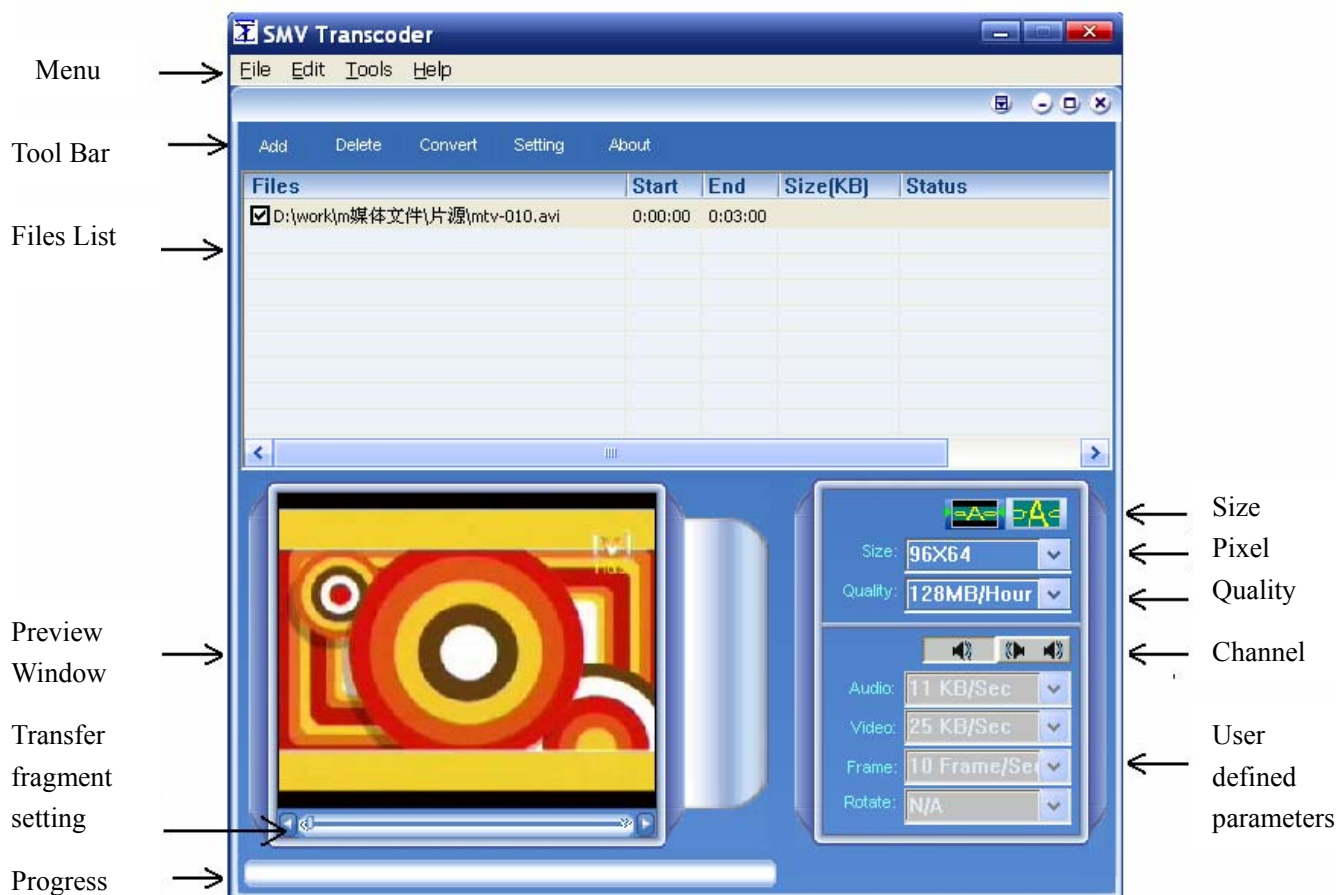 SMV Transcoder
Menu
File Edit Tools Help
Tool Bar
Add Delete Convert Setting About
Files Start End Size(KB) Status
D:\work\m媒体文件\片源\mtv-010.avi 0:00:00 0:03:00
Files List
Size
Size: 96X64
Pixel
Quality: 128MB/Hour
Quality
Preview
Window
Channel
Audio: 11 KB/Sec
Video: 25 KB/Sec
Frame: 10 Frame/Sec
Rotate: N/A
User
defined
parameters
Transfer
fragment
setting
Progress